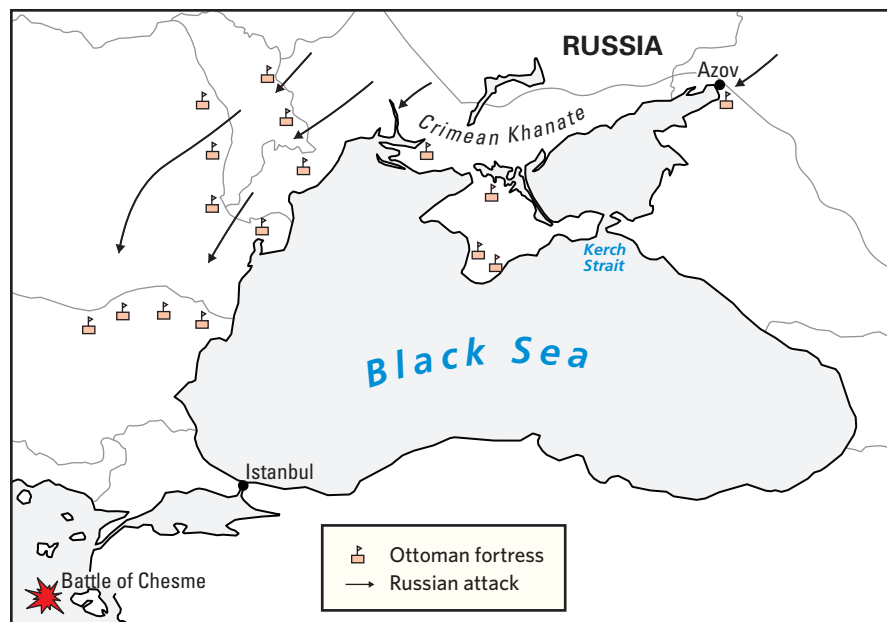 RUSSIA
Azov
Crimean Khanate
Kerch
Strait
Black Sea
Istanbul
Battle of Chesme
Ottoman fortress
Russian attack